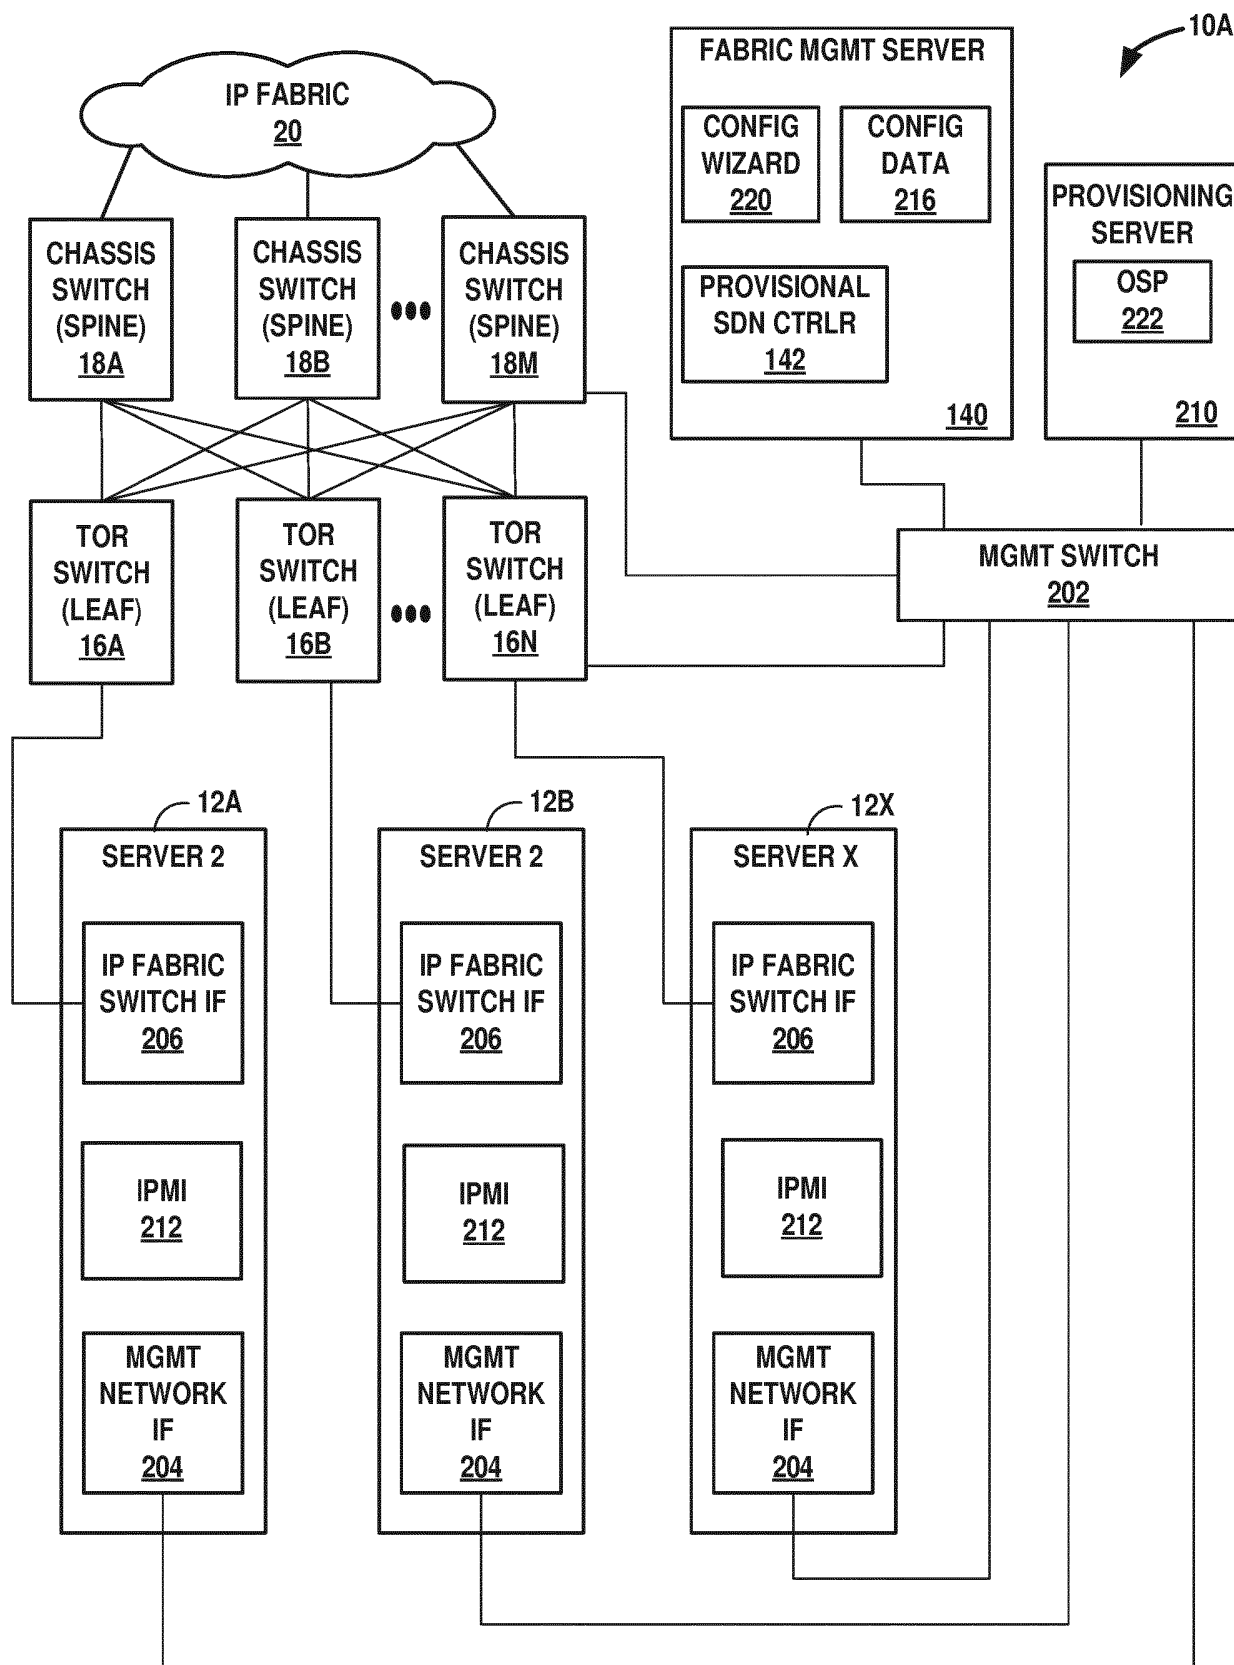 10A
IP FABRIC
20
FABRIC MGMT SERVER
CONFIG
WIZARD
220
CONFIG
DATA
216
PROVISIONAL
SDN CTRLR
142
140
PROVISIONING
SERVER
OSP
222
210
CHASSIS
SWITCH
(SPINE)
18A
CHASSIS
SWITCH
(SPINE)
18B
CHASSIS
SWITCH
(SPINE)
18M
TOR
SWITCH
(LEAF)
16A
TOR
SWITCH
(LEAF)
16B
TOR
SWITCH
(LEAF)
16N
MGMT SWITCH
202
12A
SERVER 2
IP FABRIC
SWITCH IF
206
IPMI
212
MGMT
NETWORK
IF
204
12B
SERVER 2
IP FABRIC
SWITCH IF
206
IPMI
212
MGMT
NETWORK
IF
204
12X
SERVER X
IP FABRIC
SWITCH IF
206
IPMI
212
MGMT
NETWORK
IF
204